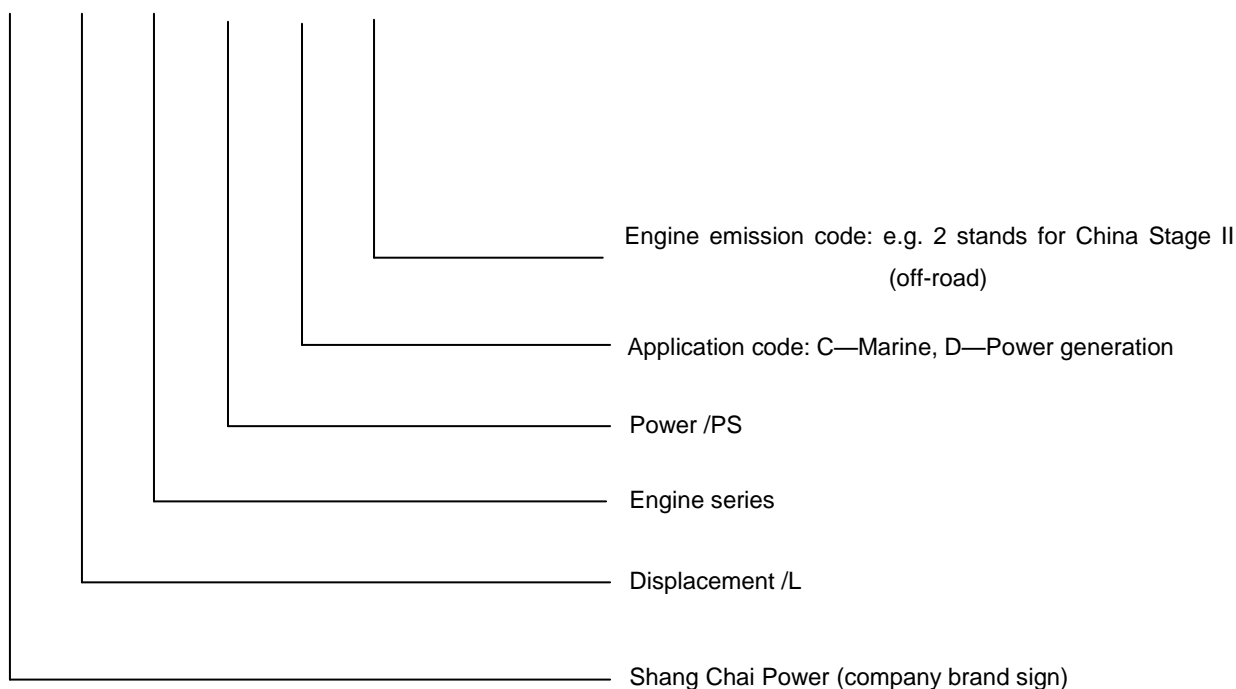 Engine emission code: e.g. 2 stands for China Stage II
(off-road)
Application code: C—Marine, D—Power generation
Power /PS
Engine series
Displacement /L
Shang Chai Power (company brand sign)